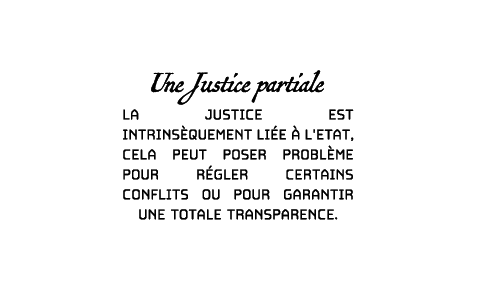 Une Justice partiale
LA JUSTICE EST
INTRINSÈQUEMENT LIÉE À L'ETAT,
CELA PEUT POSER PROBLÈME
POUR RÉGLER CERTAINS
CONFLITS OU POUR GARANTIR
UNE TOTALE TRANSPARENCE.